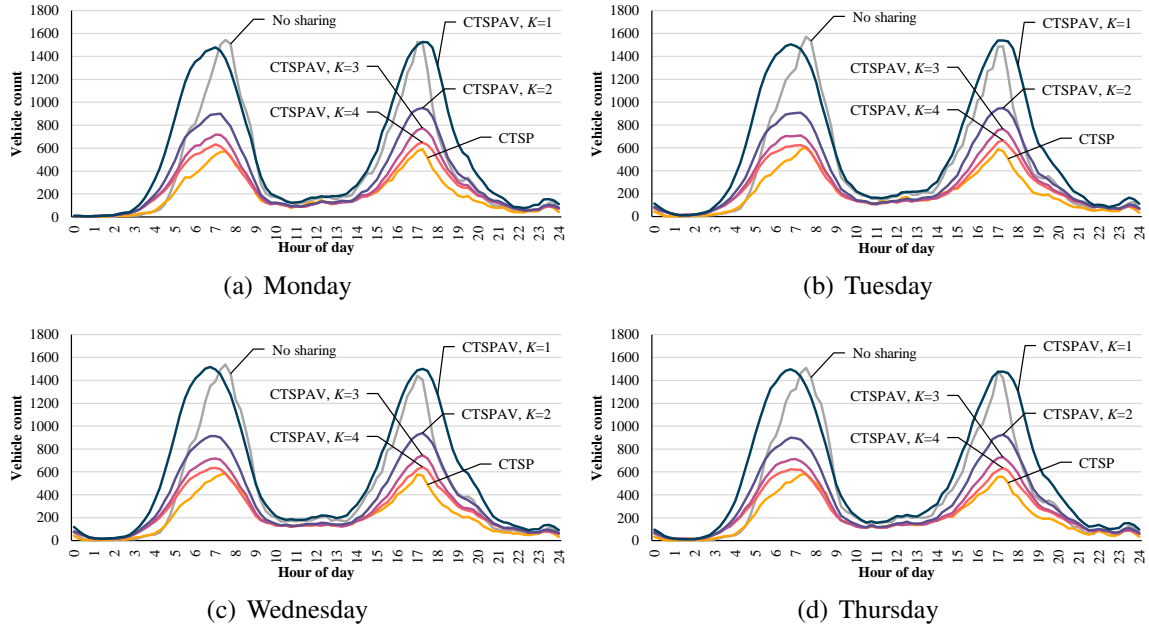 1800
1600
1400
1200
1000
800
600
400
200
0
Vehicle count
No sharing
CTSPAV, K=1
CTSPAV, K=3
CTSPAV, K=2
CTSPAV, K=4
CTSP
0 1 2 3 4 5 6 7 8 9 10 11 12 13 14 15 16 17 18 19 20 21 22 23 24
Hour of day
(a) Monday
1800
1600
1400
1200
1000
800
600
400
200
0
Vehicle count
No sharing
CTSPAV, K=1
CTSPAV, K=3
CTSPAV, K=2
CTSPAV, K=4
CTSP
0 1 2 3 4 5 6 7 8 9 10 11 12 13 14 15 16 17 18 19 20 21 22 23 24
Hour of day
(b) Tuesday
1800
1600
1400
1200
1000
800
600
400
200
0
Vehicle count
No sharing
CTSPAV, K=1
CTSPAV, K=3
CTSPAV, K=2
CTSPAV, K=4
CTSP
0 1 2 3 4 5 6 7 8 9 10 11 12 13 14 15 16 17 18 19 20 21 22 23 24
Hour of day
(c) Wednesday
1800
1600
1400
1200
1000
800
600
400
200
0
Vehicle count
No sharing
CTSPAV, K=1
CTSPAV, K=3
CTSPAV, K=2
CTSPAV, K=4
CTSP
0 1 2 3 4 5 6 7 8 9 10 11 12 13 14 15 16 17 18 19 20 21 22 23 24
Hour of day
(d) Thursday